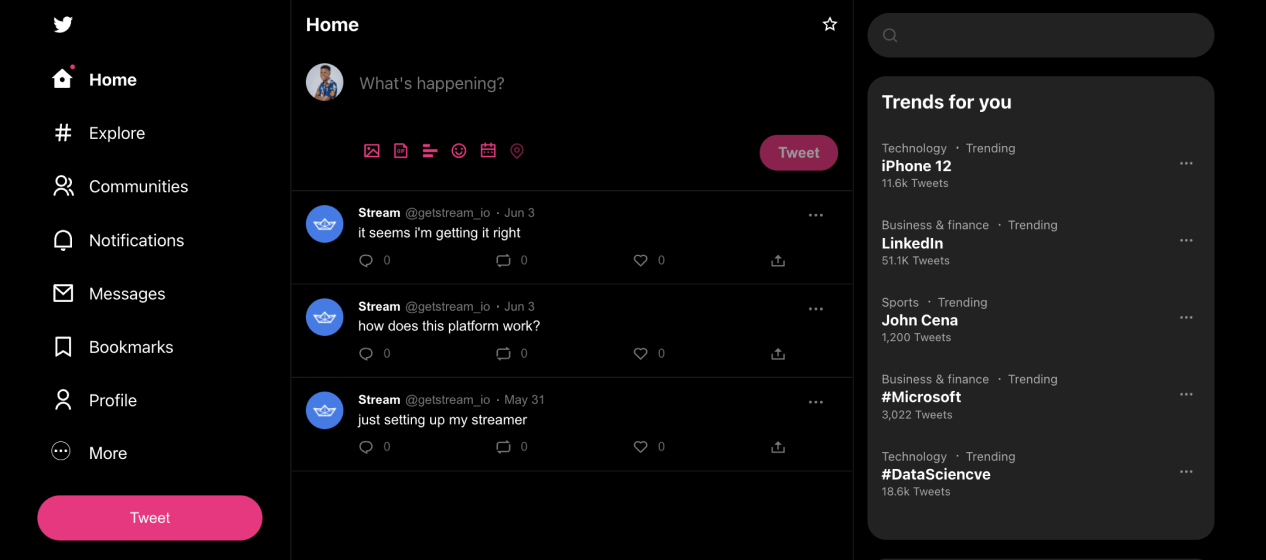 Home
Explore
Communities
Notifications
Messages
Bookmarks
Profile
More
Tweet
Home
What's happening?
GIF
Tweet
Stream @getstream_io · Jun 3
it seems i'm getting it right
0 0 0
Stream @getstream_io · Jun 3
how does this platform work?
0 0 0
Stream @getstream_io · May 31
just setting up my streamer
0 0 0
Trends for you
Technology · Trending
iPhone 12
11.6k Tweets
Business & finance · Trending
LinkedIn
51.1K Tweets
Sports · Trending
John Cena
1,200 Tweets
Business & finance · Trending
#Microsoft
3,022 Tweets
Technology · Trending
#DataSciencve
18.6k Tweets